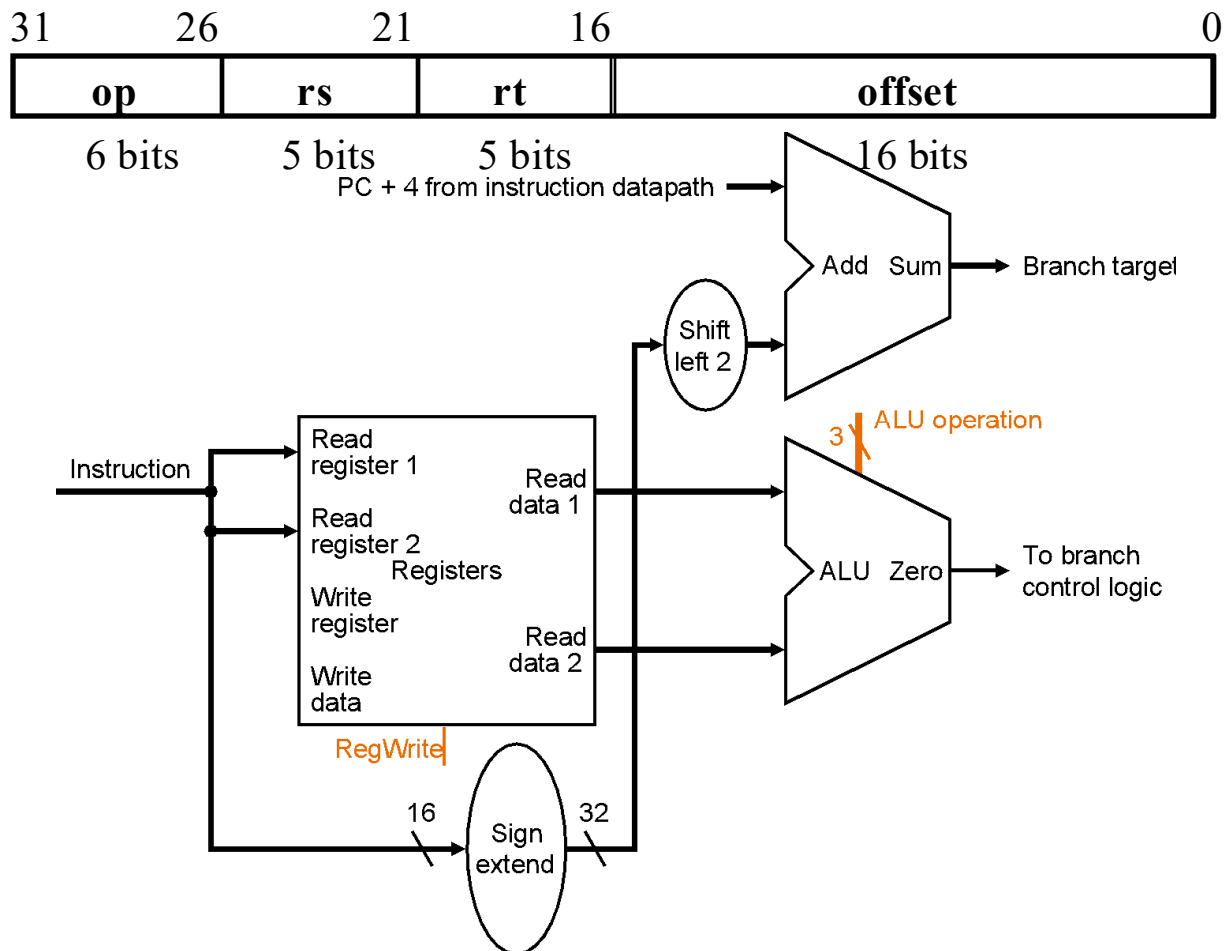 31 26 21 16 0
op rs rt offset
6 bits 5 bits 5 bits 16 bits
PC + 4 from instruction datapath
Add Sum
Branch target
Shift
left 2
ALU operation
3
Instruction
Read
register 1
Read
data 1
Read
register 2
Registers
Write
register
Read
data 2
Write
data
ALU Zero
To branch
control logic
RegWrite
16
Sign
extend
32